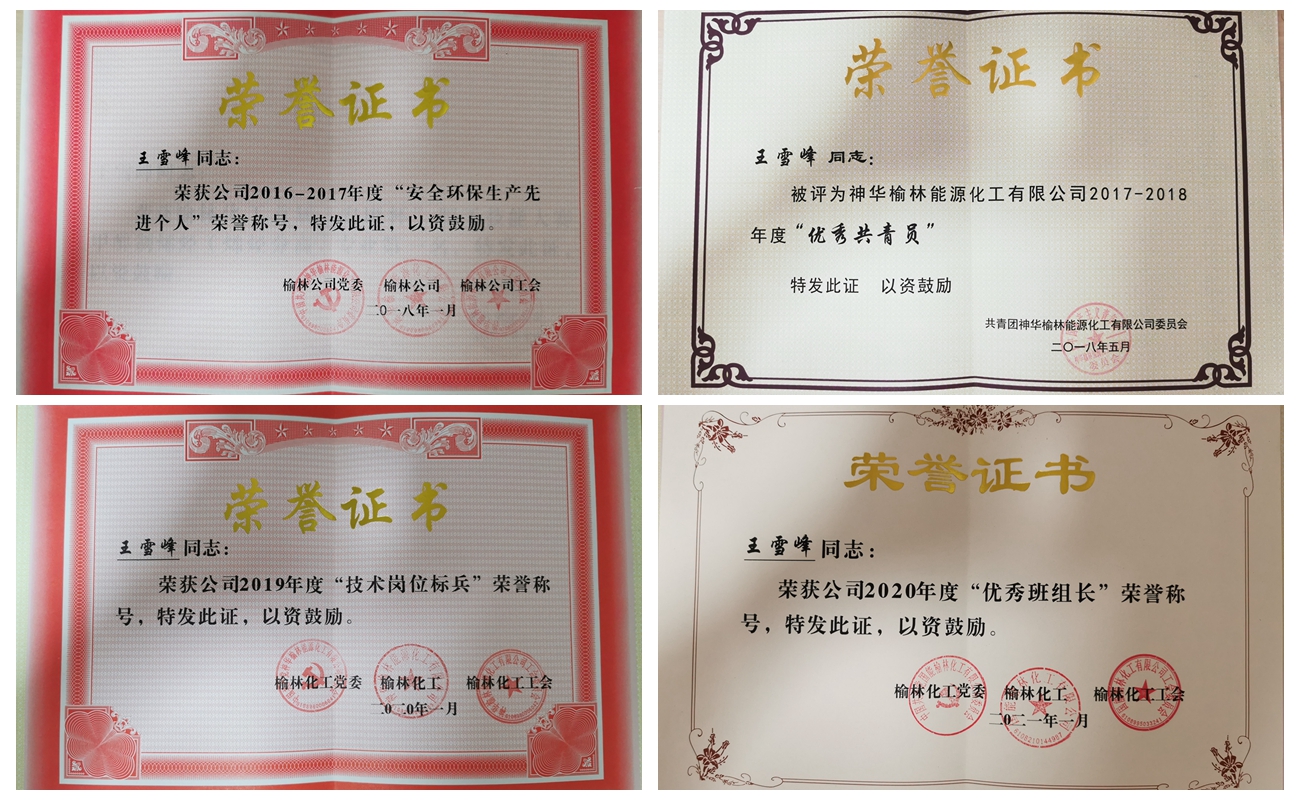 荣誉证书
王雪峰同志：
荣获公司2016-2017年度“安全环保生产先
进个人”荣誉称号，特发此证，以资鼓励。
榆林公司党委 榆林公司 榆林公司工会
二〇一八年一月
荣誉证书
王雪峰 同志：
被评为神华榆林能源化工有限公司2017-2018
年度“优秀共青员”
特发此证 以资鼓励
共青团神华榆林能源化工有限公司委员会
二〇一八年五月
荣誉证书
王雪峰同志：
荣获公司2019年度“技术岗位标兵”荣誉称
号，特发此证，以资鼓励。
榆林化工党委 榆林化工 榆林化工工会
二〇二〇年一月
荣誉证书
王雪峰同志：
荣获公司2020年度“优秀班组长”荣誉称
号，特发此证，以资鼓励。
榆林化工党委 榆林化工 榆林化工工会
二〇二一年一月